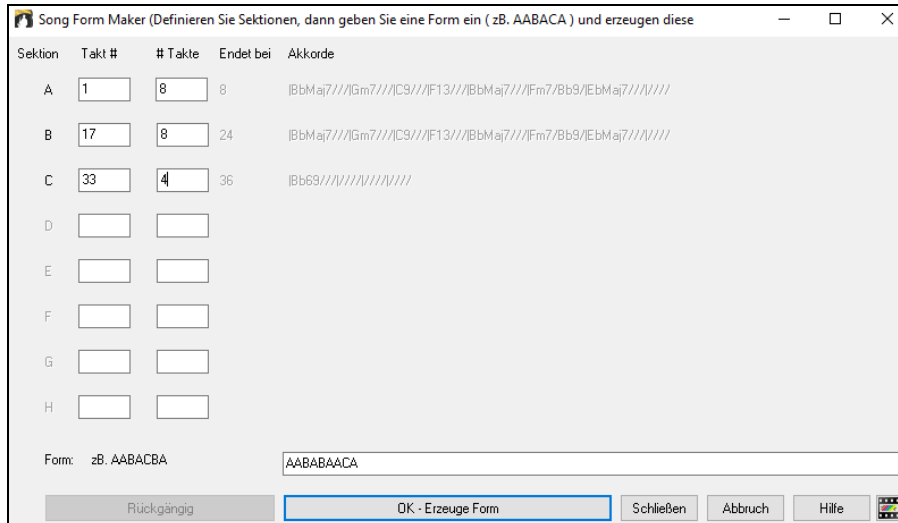 Song Form Maker (Definieren Sie Sektionen, dann geben Sie eine Form ein ( zB. AABACA ) und erzeugen diese
Sektion Takt # # Takte Endet bei Akkorde
A 1 8 8 |BbMaj7///|Gm7///|C9///|F13///|BbMaj7///|Fm7/Bb9/|EbMaj7///|////
B 17 8 24 |BbMaj7///|Gm7///|C9///|F13///|BbMaj7///|Fm7/Bb9/|EbMaj7///|////
C 33 4 36 |Bb69///|////|////|////
D
E
F
G
H
Form: zB. AABACBA AABABAACA
Rückgängig OK - Erzeuge Form Schließen Abbruch Hilfe